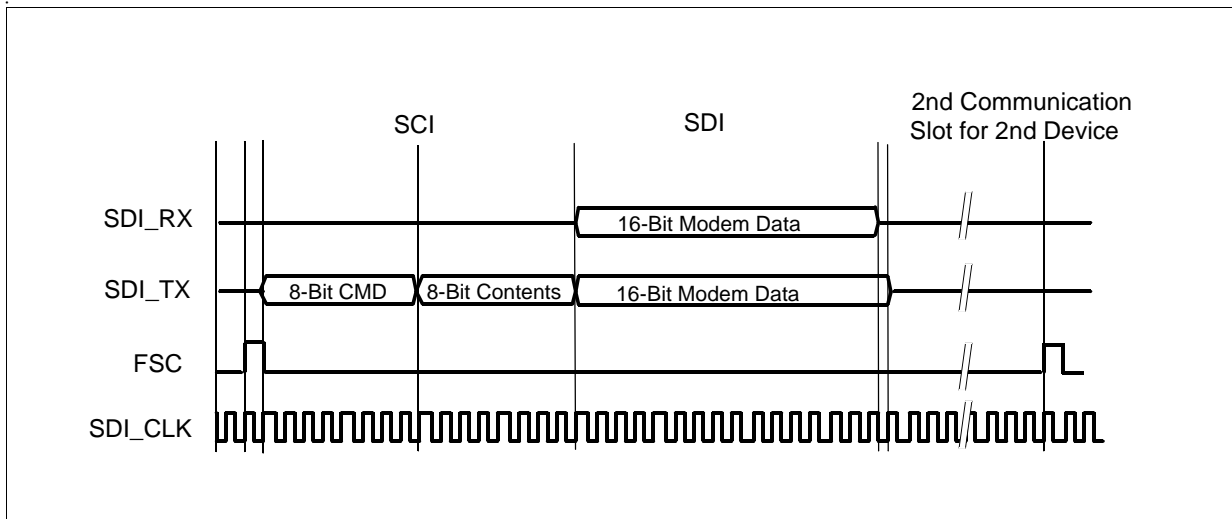 2nd Communication
SCI SDI Slot for 2nd Device
SDI_RX 16-Bit Modem Data
SDI_TX 8-Bit CMD 8-Bit Contents 16-Bit Modem Data
FSC
SDI_CLK